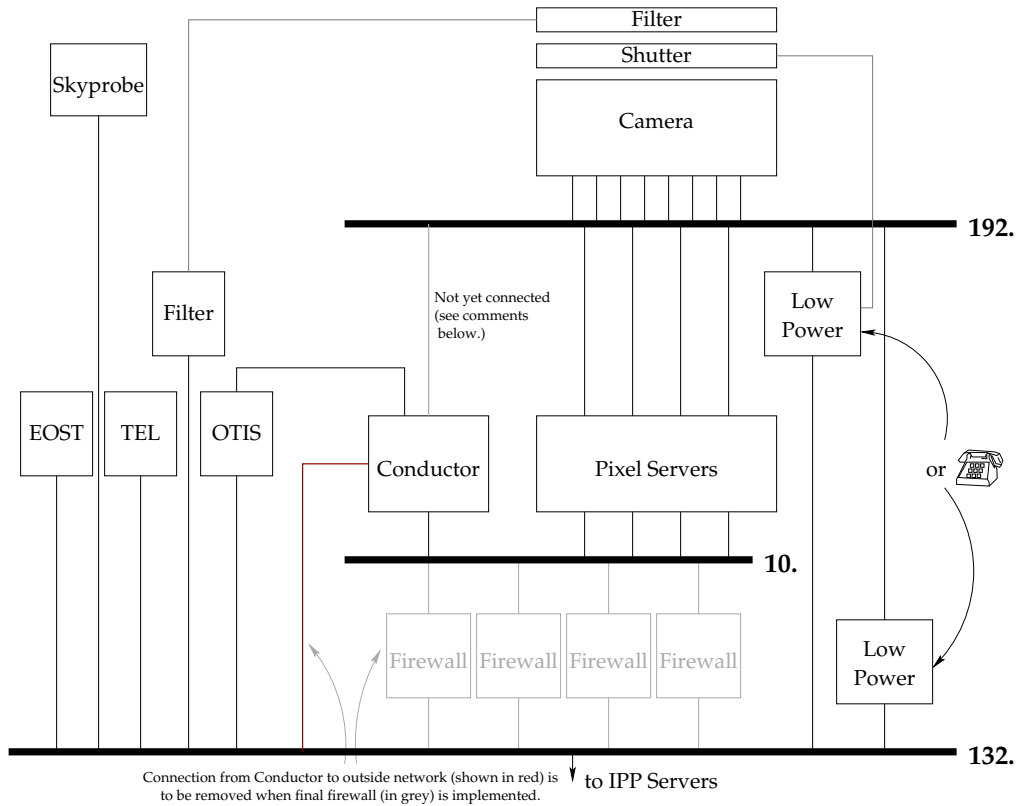 Filter
Shutter
Skyprobe
Camera
192.
Filter
Not yet connected
(see comments
below.)
Low
Power
EOST
TEL
OTIS
Conductor
Pixel Servers
or
10.
Firewall
Firewall
Firewall
Firewall
Low
Power
132.
Connection from Conductor to outside network (shown in red) is
to be removed when final firewall (in grey) is implemented.
to IPP Servers